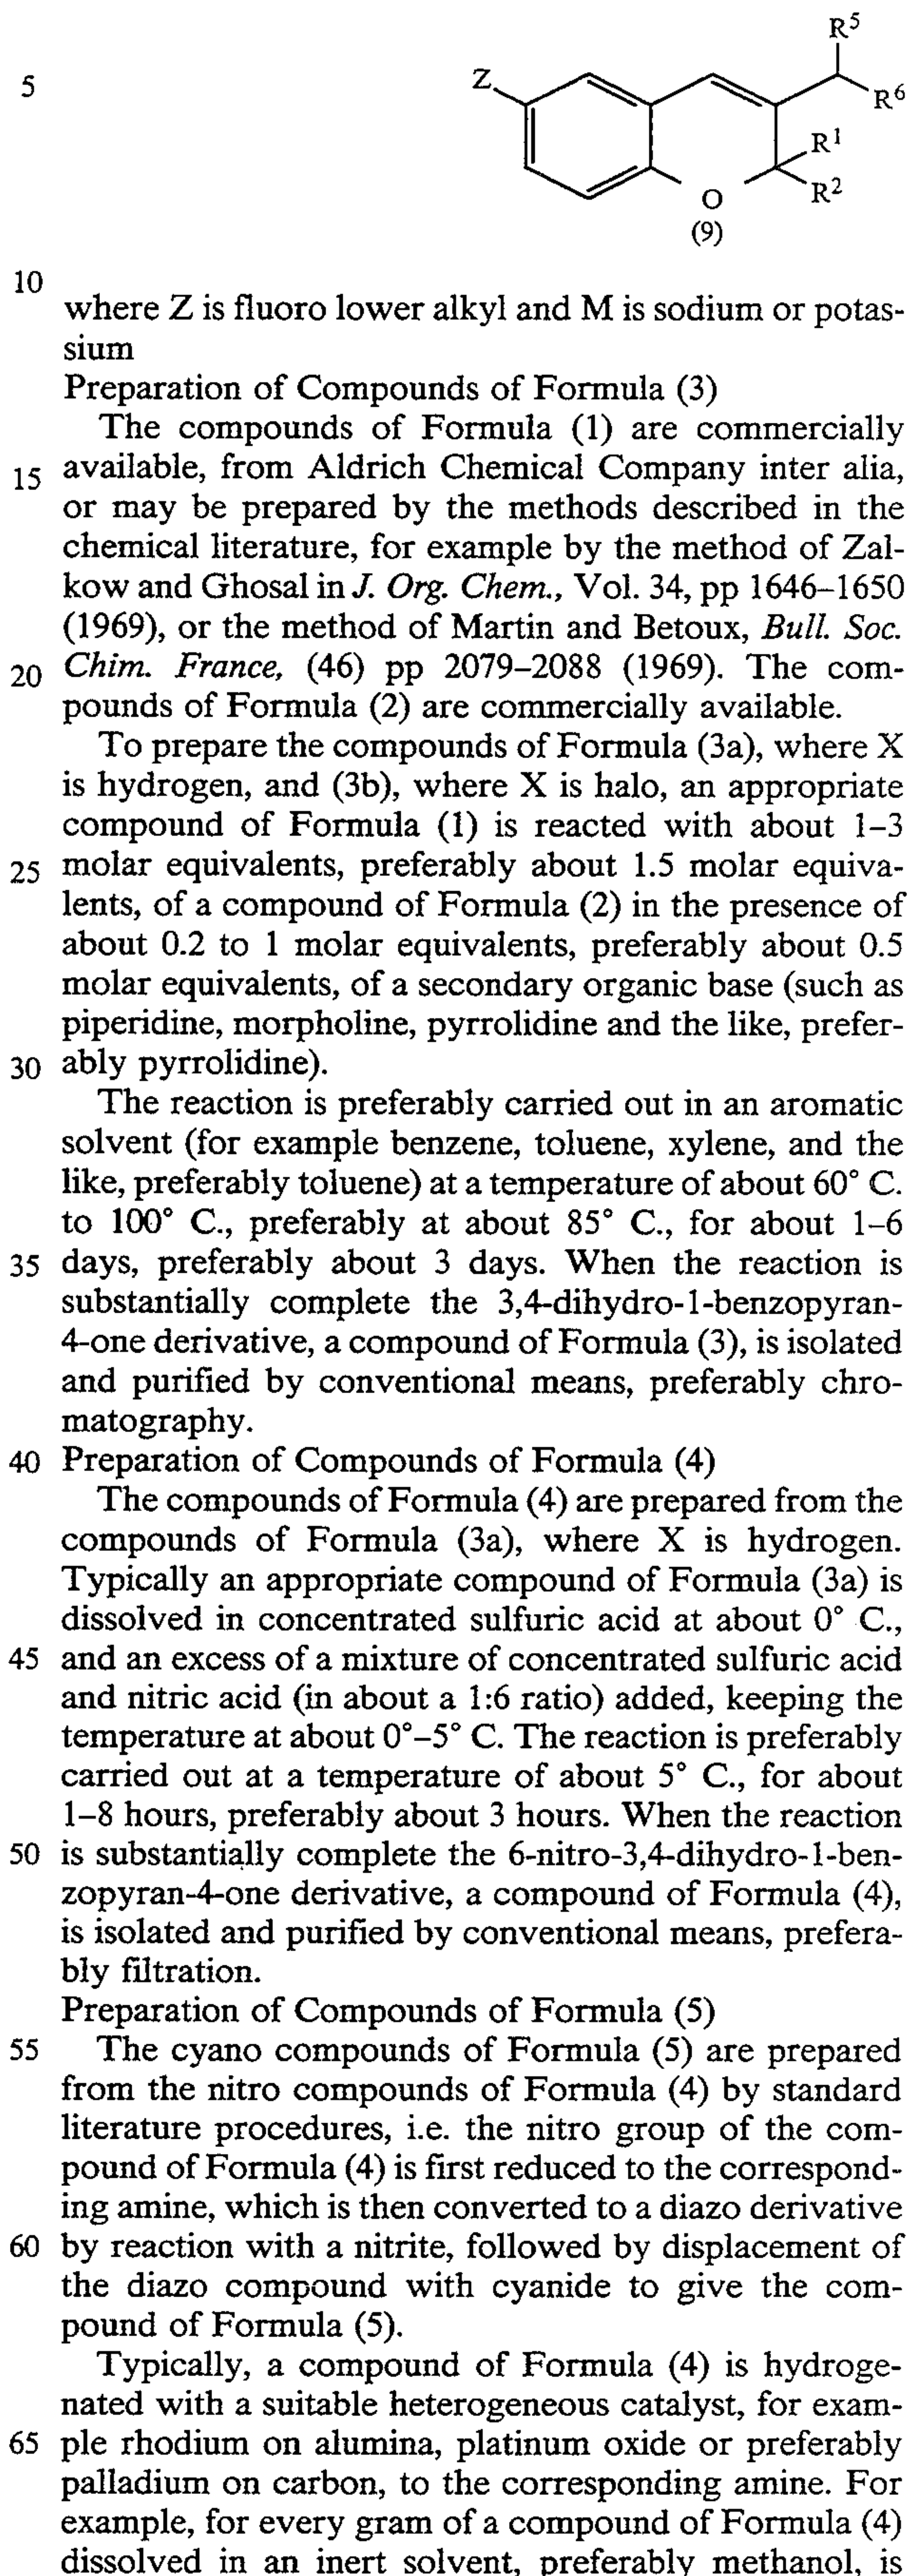 R⁵
5
Z
R⁶
R¹
R²
O
(9)
10
where Z is fluoro lower alkyl and M is sodium or potas-
sium
Preparation of Compounds of Formula (3)
The compounds of Formula (1) are commercially
15 available, from Aldrich Chemical Company inter alia,
or may be prepared by the methods described in the
chemical literature, for example by the method of Zal-
kow and Ghosal in J. Org. Chem., Vol. 34, pp 1646–1650
(1969), or the method of Martin and Betoux, Bull. Soc.
20 Chim. France, (46) pp 2079–2088 (1969). The com-
pounds of Formula (2) are commercially available.
To prepare the compounds of Formula (3a), where X
is hydrogen, and (3b), where X is halo, an appropriate
compound of Formula (1) is reacted with about 1–3
25 molar equivalents, preferably about 1.5 molar equiva-
lents, of a compound of Formula (2) in the presence of
about 0.2 to 1 molar equivalents, preferably about 0.5
molar equivalents, of a secondary organic base (such as
piperidine, morpholine, pyrrolidine and the like, prefer-
30 ably pyrrolidine).
The reaction is preferably carried out in an aromatic
solvent (for example benzene, toluene, xylene, and the
like, preferably toluene) at a temperature of about 60° C.
to 100° C., preferably at about 85° C., for about 1–6
35 days, preferably about 3 days. When the reaction is
substantially complete the 3,4-dihydro-1-benzopyran-
4-one derivative, a compound of Formula (3), is isolated
and purified by conventional means, preferably chro-
matography.
40 Preparation of Compounds of Formula (4)
The compounds of Formula (4) are prepared from the
compounds of Formula (3a), where X is hydrogen.
Typically an appropriate compound of Formula (3a) is
dissolved in concentrated sulfuric acid at about 0° C.,
45 and an excess of a mixture of concentrated sulfuric acid
and nitric acid (in about a 1:6 ratio) added, keeping the
temperature at about 0°–5° C. The reaction is preferably
carried out at a temperature of about 5° C., for about
1–8 hours, preferably about 3 hours. When the reaction
50 is substantially complete the 6-nitro-3,4-dihydro-1-ben-
zopyran-4-one derivative, a compound of Formula (4),
is isolated and purified by conventional means, prefera-
bly filtration.
Preparation of Compounds of Formula (5)
55 The cyano compounds of Formula (5) are prepared
from the nitro compounds of Formula (4) by standard
literature procedures, i.e. the nitro group of the com-
pound of Formula (4) is first reduced to the correspond-
ing amine, which is then converted to a diazo derivative
60 by reaction with a nitrite, followed by displacement of
the diazo compound with cyanide to give the com-
pound of Formula (5).
Typically, a compound of Formula (4) is hydroge-
nated with a suitable heterogeneous catalyst, for exam-
65 ple rhodium on alumina, platinum oxide or preferably
palladium on carbon, to the corresponding amine. For
example, for every gram of a compound of Formula (4)
dissolved in an inert solvent, preferably methanol, is